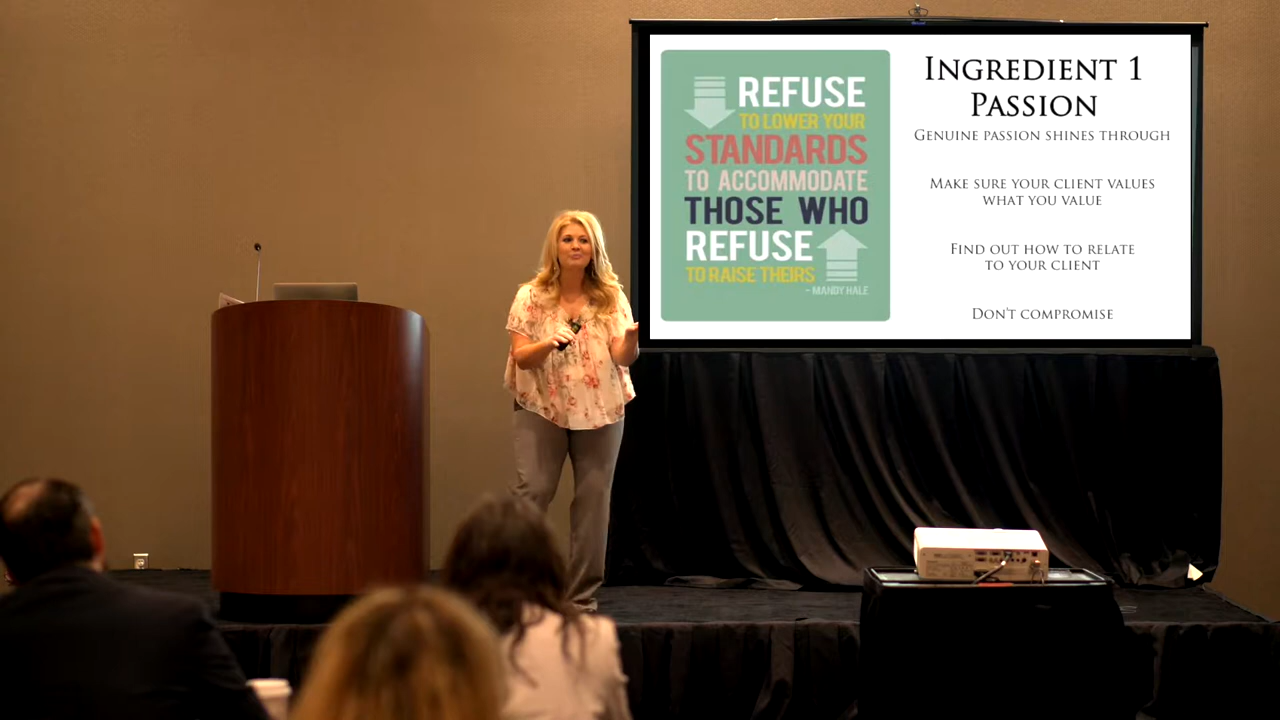 REFUSE
TO LOWER YOUR
STANDARDS
TO ACCOMMODATE
THOSE WHO
REFUSE
TO RAISE THEIRS
- MANDY HALE
INGREDIENT 1
PASSION
GENUINE PASSION SHINES THROUGH
MAKE SURE YOUR CLIENT VALUES
WHAT YOU VALUE
FIND OUT HOW TO RELATE
TO YOUR CLIENT
DON'T COMPROMISE